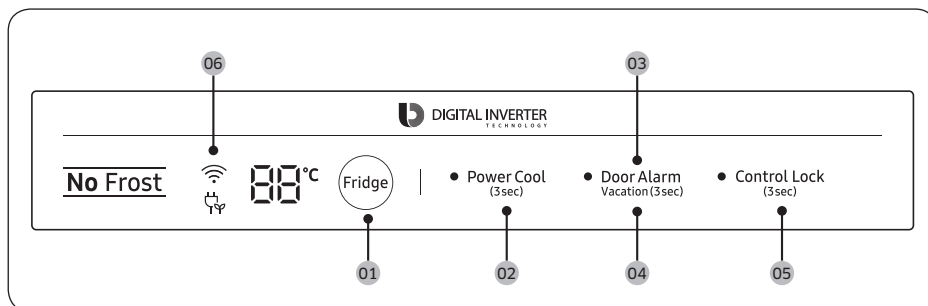 06
03
DIGITAL INVERTER
TECHNOLOGY
No Frost
88°C
Fridge
Power Cool
(3sec)
Door Alarm
Vacation(3sec)
Control Lock
(3sec)
01
02
04
05